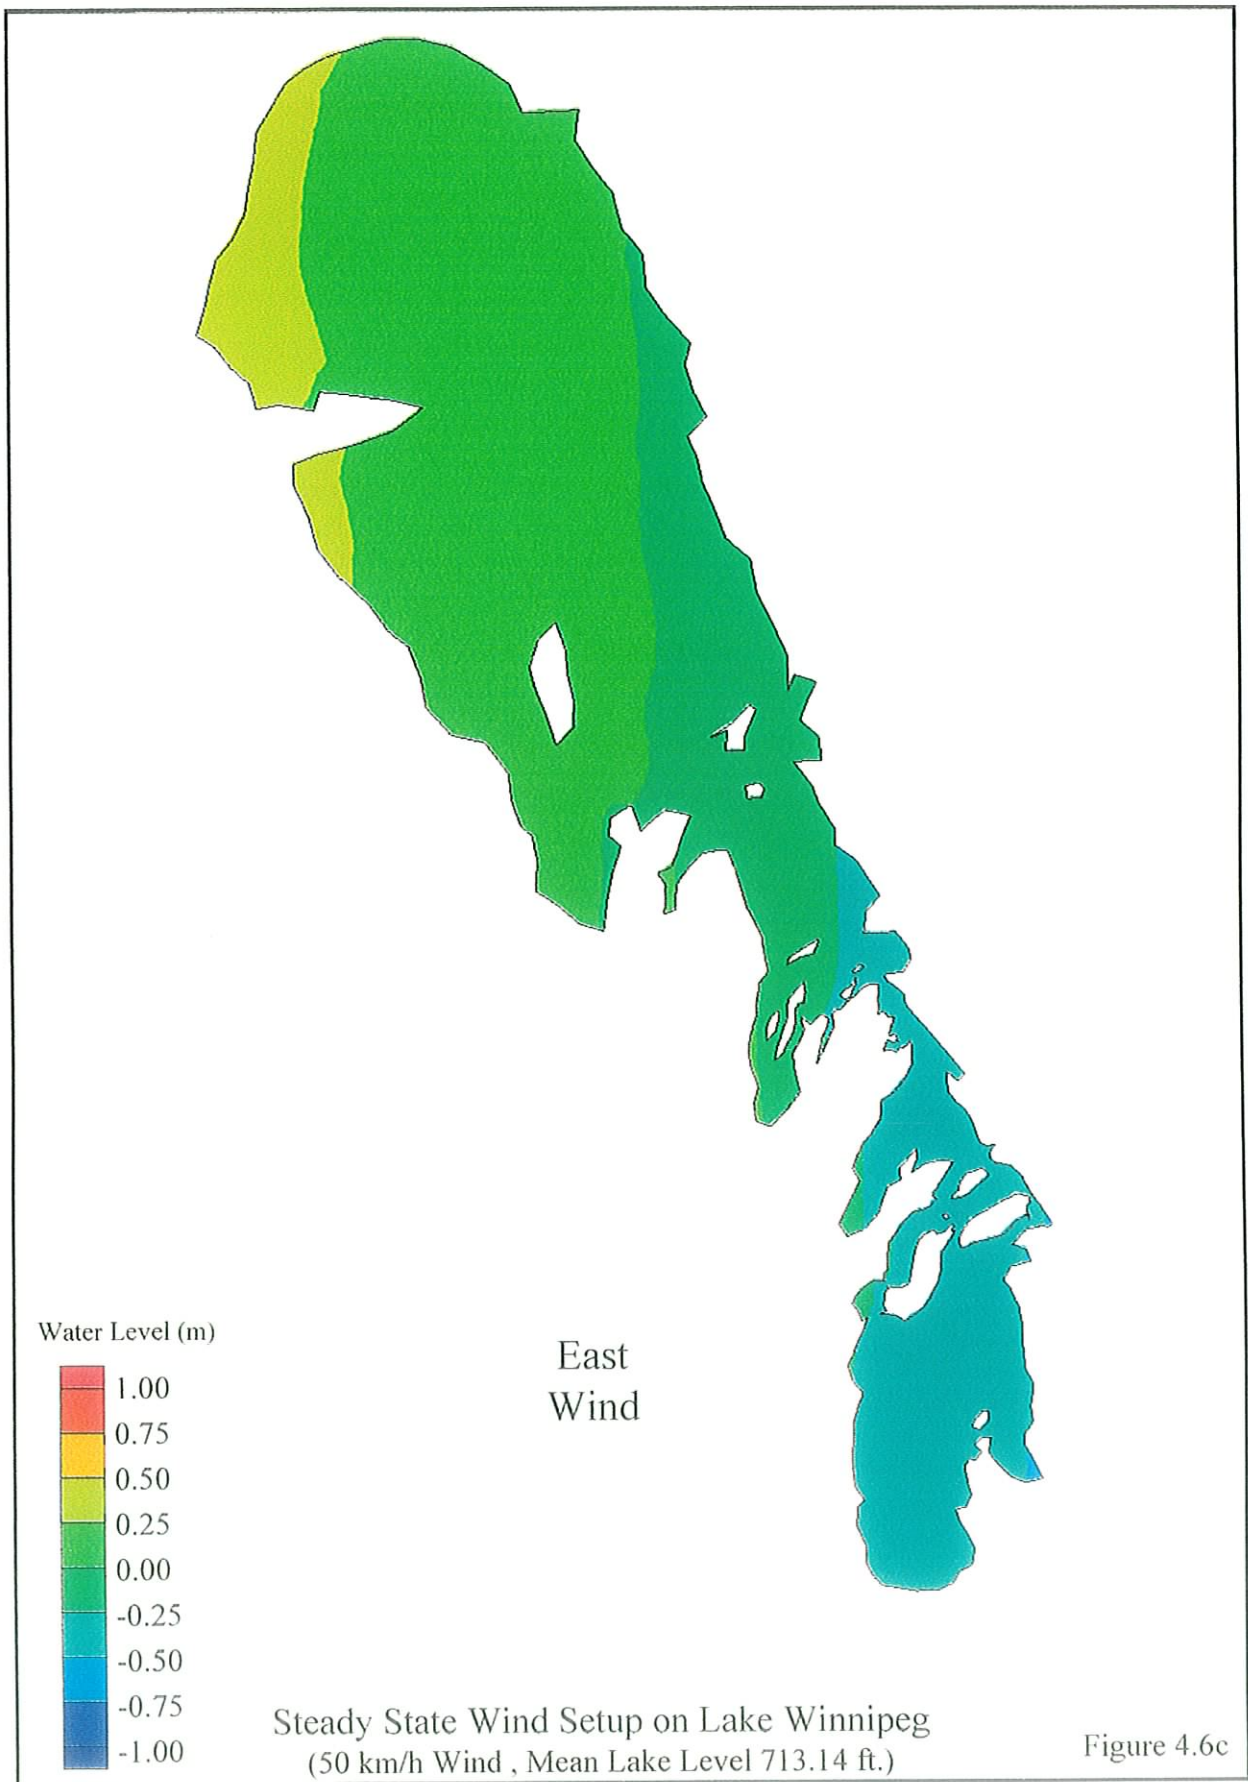 Water Level (m)
1.00
0.75
0.50
0.25
0.00
-0.25
-0.50
-0.75
-1.00
East
Wind
Steady State Wind Setup on Lake Winnipeg
(50 km/h Wind , Mean Lake Level 713.14 ft.)
Figure 4.6c